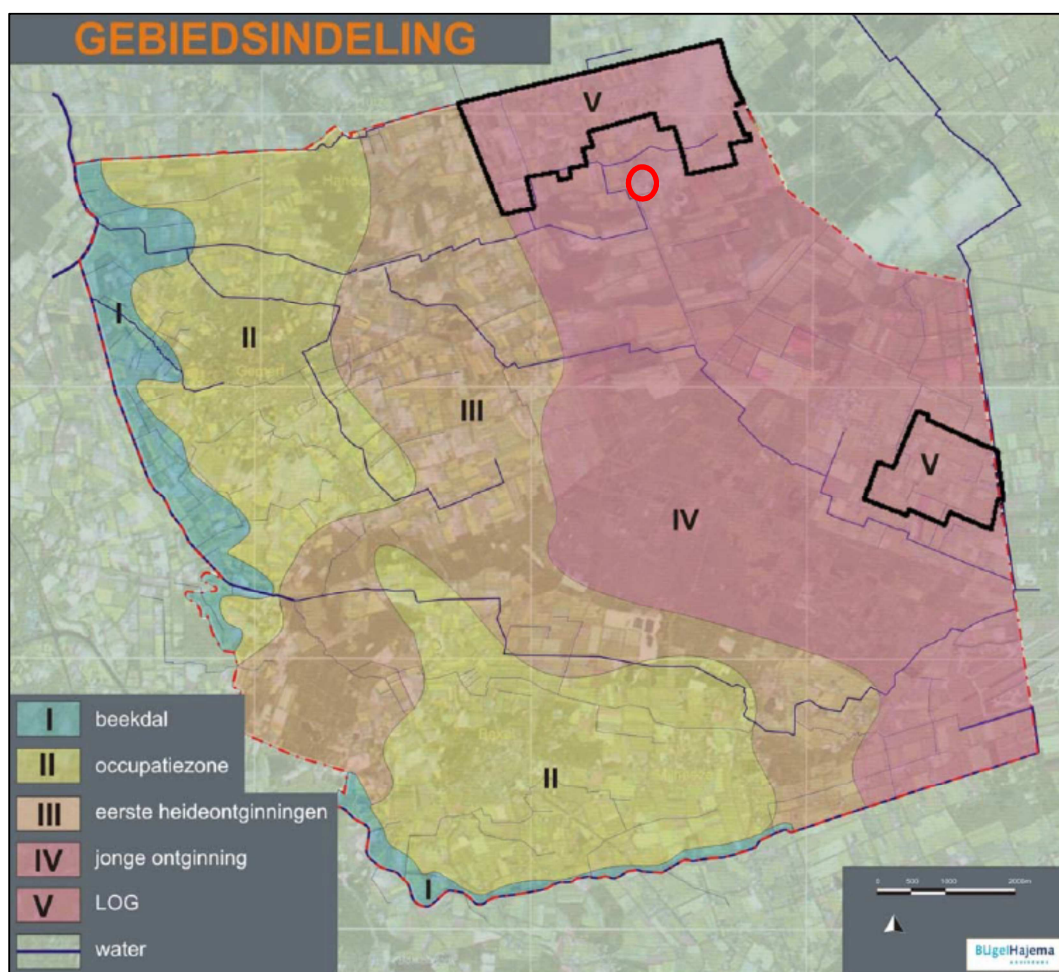 GEBIEDSINDELING
V
I
II
III
V
IV
II
I
I beekdal
II occupatiezone
III eerste heideontginningen
IV jonge ontginning
V LOG
water
0 500 1000 2000m
BügelHajema